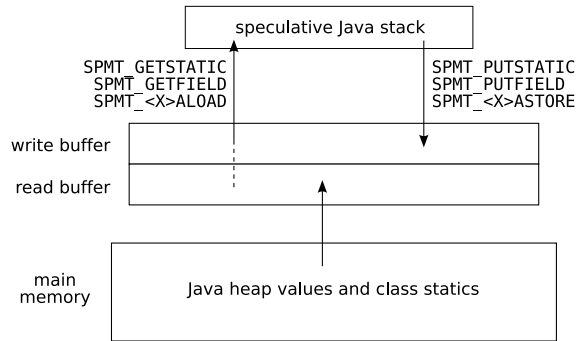 speculative Java stack
SPMT_GETSTATIC
SPMT_GETFIELD
SPMT_<X>ALOAD
SPMT_PUTSTATIC
SPMT_PUTFIELD
SPMT_<X>ASTORE
write buffer
read buffer
main
memory
Java heap values and class statics